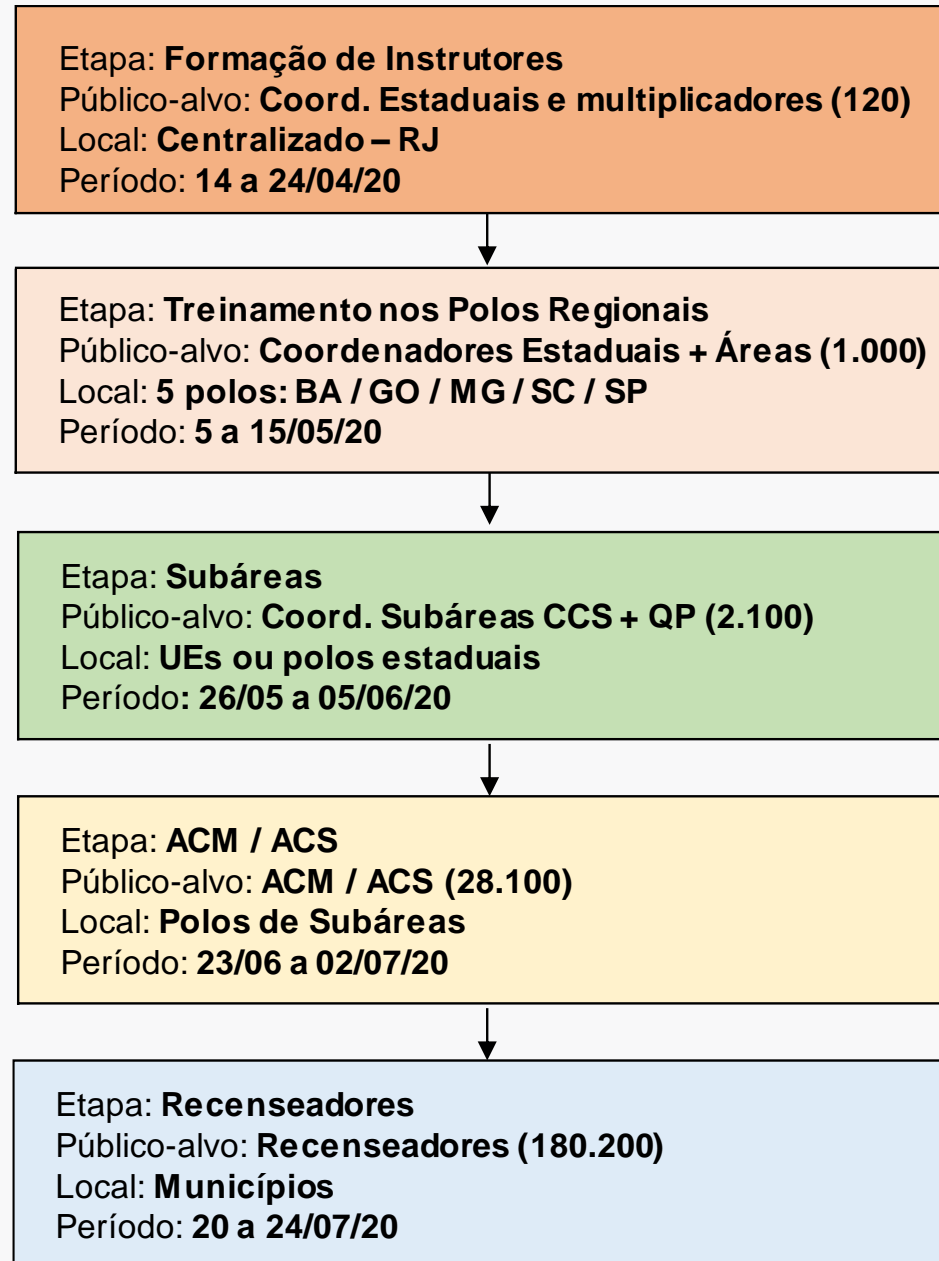 Etapa: Formação de Instrutores
Público-alvo: Coord. Estaduais e multiplicadores (120)
Local: Centralizado – RJ
Período: 14 a 24/04/20
Etapa: Treinamento nos Polos Regionais
Público-alvo: Coordenadores Estaduais + Áreas (1.000)
Local: 5 polos: BA / GO / MG / SC / SP
Período: 5 a 15/05/20
Etapa: Subáreas
Público-alvo: Coord. Subáreas CCS + QP (2.100)
Local: UEs ou polos estaduais
Período: 26/05 a 05/06/20
Etapa: ACM / ACS
Público-alvo: ACM / ACS (28.100)
Local: Polos de Subáreas
Período: 23/06 a 02/07/20
Etapa: Recenseadores
Público-alvo: Recenseadores (180.200)
Local: Municípios
Período: 20 a 24/07/20